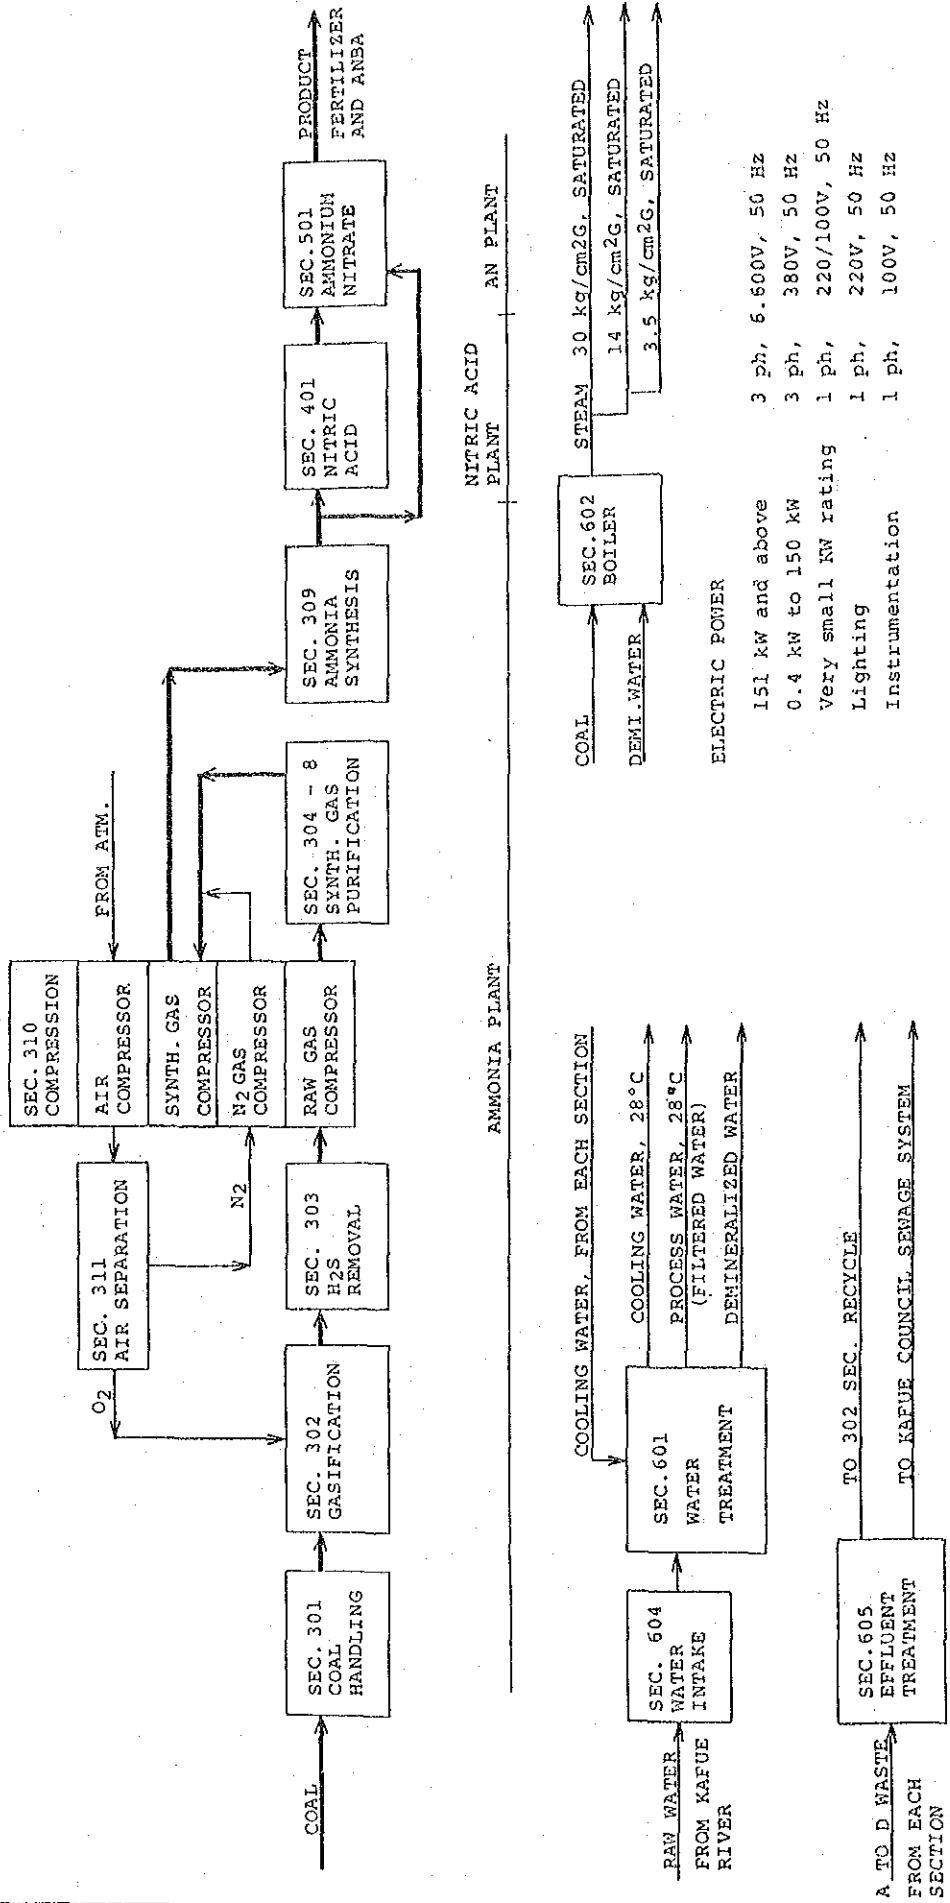 COAL
SEC. 301
COAL
HANDLING
SEC. 302
GASIFICATION
O2
SEC. 311
AIR SEPARATION
N2
SEC. 303
H2S
REMOVAL
SEC. 310
COMPRESSION
AIR
COMPRESSOR
SYNTH. GAS
COMPRESSOR
N2 GAS
COMPRESSOR
RAW GAS
COMPRESSOR
FROM ATM.
SEC. 304 - 8
SYNTH. GAS
PURIFICATION
SEC. 309
AMMONIA
SYNTHESIS
SEC. 401
NITRIC
ACID
SEC.501
AMMONIUM
NITRATE
PRODUCT
FERTILIZER
AND ANBA
AMMONIA PLANT
NITRIC ACID
PLANT
AN PLANT
RAW WATER
FROM KAFUE
RIVER
SEC. 604
WATER
INTAKE
SEC.601
WATER
TREATMENT
COOLING WATER, FROM EACH SECTION
COOLING WATER, 28°C
PROCESS WATER, 28°C
(FILTERED WATER)
DEMINERALIZED WATER
A TO D WASTE
FROM EACH
SECTION
SEC.605
EFFLUENT
TREATMENT
TO 302 SEC. RECYCLE
TO KAFUE COUNCIL SEWAGE SYSTEM
COAL
DEMI.WATER
SEC.602
BOILER
STEAM 30 kg/cm2G, SATURATED
14 kg/cm2G, SATURATED
3.5 kg/cm2G, SATURATED
ELECTRIC POWER
151 kW and above 3 ph, 6.600V, 50 Hz
0.4 kW to 150 kW 3 ph, 380V, 50 Hz
Very small KW rating 1 ph, 220/100V, 50 Hz
Lighting 1 ph, 220V, 50 Hz
Instrumentation 1 ph, 100V, 50 Hz